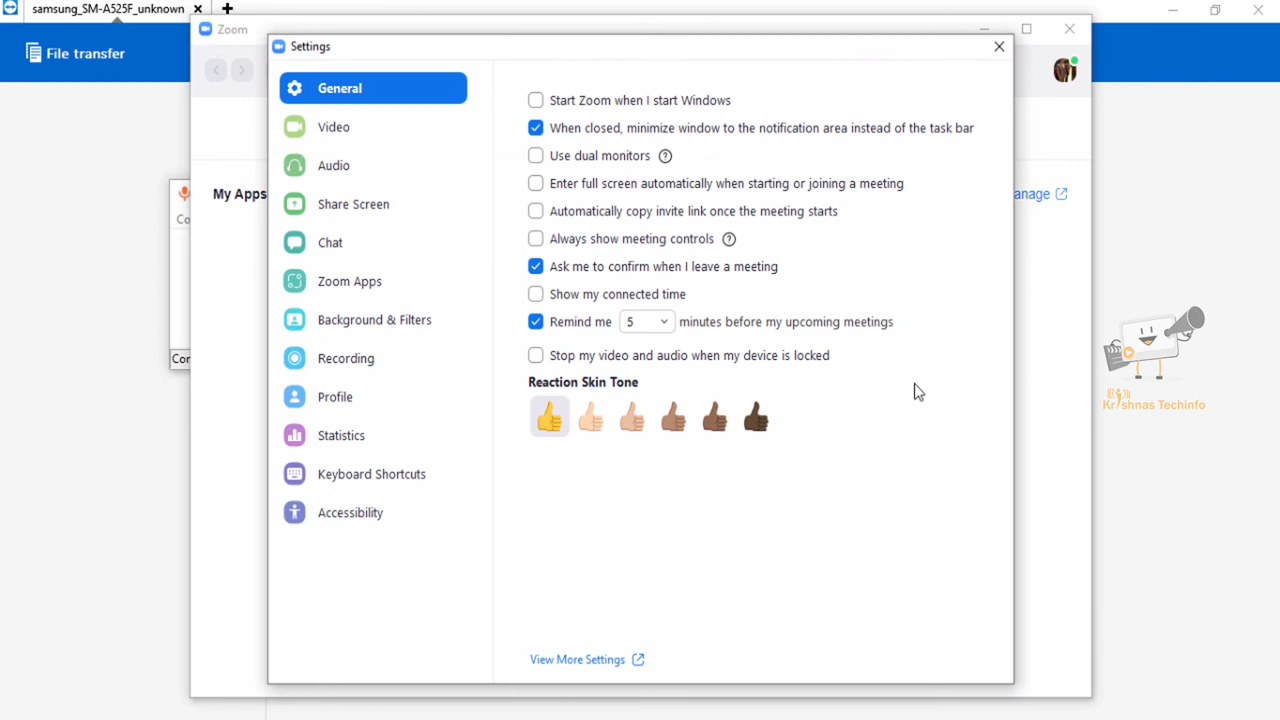 samsung_SM-A525F_unknown
File transfer
Zoom
Settings
General
Video
Audio
Share Screen
Chat
Zoom Apps
Background & Filters
Recording
Profile
Statistics
Keyboard Shortcuts
Accessibility
Start Zoom when I start Windows
When closed, minimize window to the notification area instead of the task bar
Use dual monitors ?
Enter full screen automatically when starting or joining a meeting
Automatically copy invite link once the meeting starts
Always show meeting controls ?
Ask me to confirm when I leave a meeting
Show my connected time
Remind me 5 minutes before my upcoming meetings
Stop my video and audio when my device is locked
Reaction Skin Tone
View More Settings
My Apps
anage
Co
Cor
Krishnas Techinfo